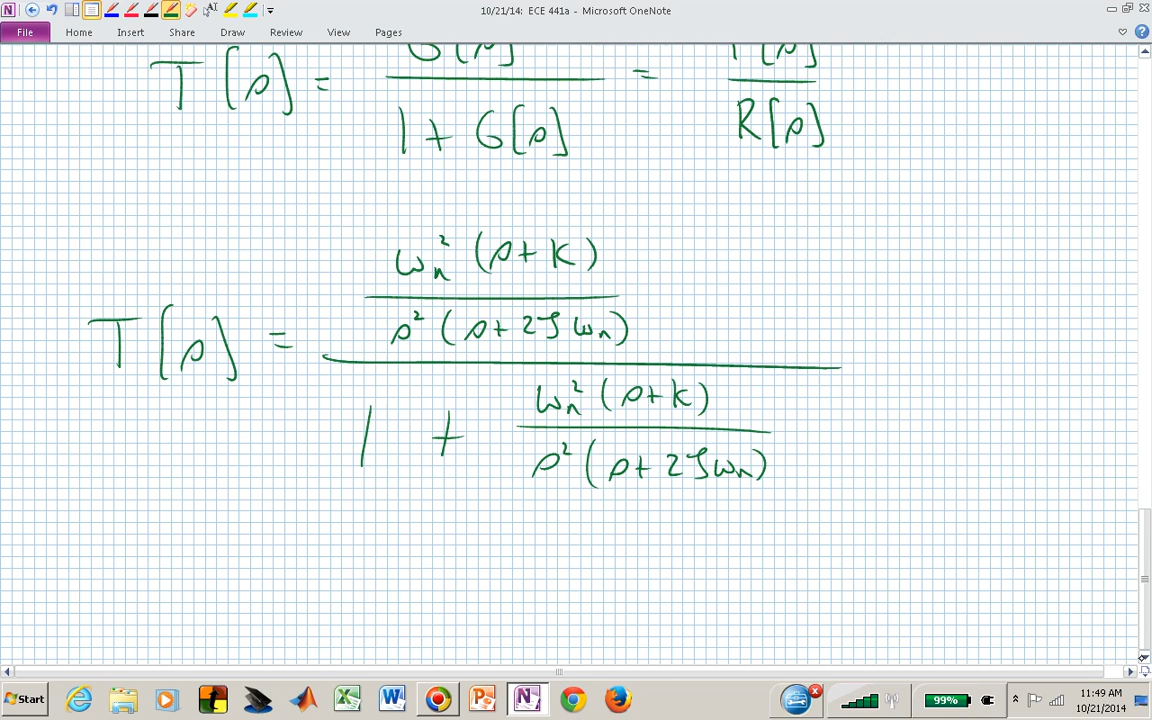 10/21/14: ECE 441a - Microsoft OneNote
File Home Insert Share Draw Review View Pages
T[s] = G[s] / 1 + G[s] = Y[s] / R[s]
T[s] = ωn² (s+K) / s² (s+2ζωn)
1 + ωn² (s+K) / s² (s+2ζωn)
Start
99%
11:49 AM
10/21/2014